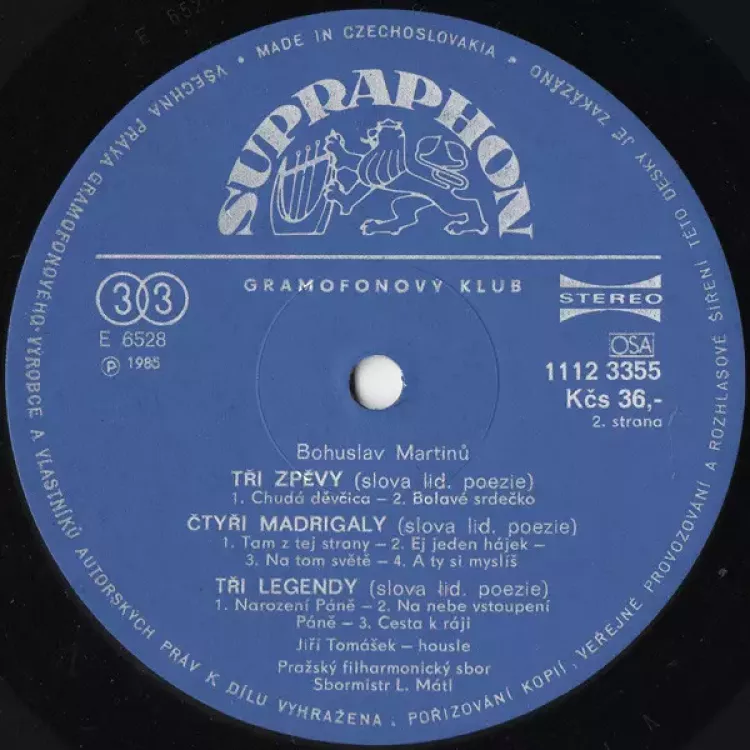 • MADE IN CZECHOSLOVAKIA •
SUPRAPHON
GRAMOFONOVÝ KLUB
33
E 6528
Ⓟ 1985
STEREO
OSA
1112 3355
Kčs 36,-
2. strana
Bohuslav Martinů
TŘI ZPĚVY (slova lid. poezie)
1. Chudá děvčica – 2. Bolavé srdečko
ČTYŘI MADRIGALY (slova lid. poezie)
1. Tam z tej strany – 2. Ej jeden hájek –
3. Na tom světě – 4. A ty si myslíš
TŘI LEGENDY (slova lid. poezie)
1. Narození Páně – 2. Na nebe vstoupení
Páně – 3. Cesta k ráji
Jiří Tomášek – housle
Pražský filharmonický sbor
Sbormistr L. Mátl
VŠECHNA PRÁVA GRAMOFONOVÉHO VÝROBCE A VLASTNÍKŮ AUTORSKÝCH PRÁV K DÍLU VYHRAŽENA. POŘIZOVÁNÍ KOPIÍ, VEŘEJNÉ PROVOZOVÁNÍ A ROZHLASOVÉ ŠÍŘENÍ TÉTO DESKY JE ZAKÁZÁNO